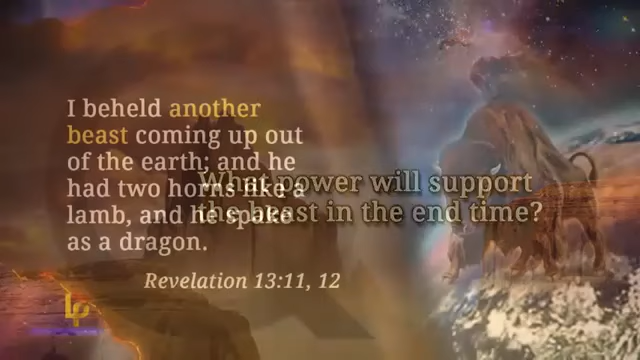 I beheld another
beast coming up out
of the earth; and he
had two horns like a
lamb, and he spake
as a dragon.
Revelation 13:11, 12
What power will support
the beast in the end time?
LP